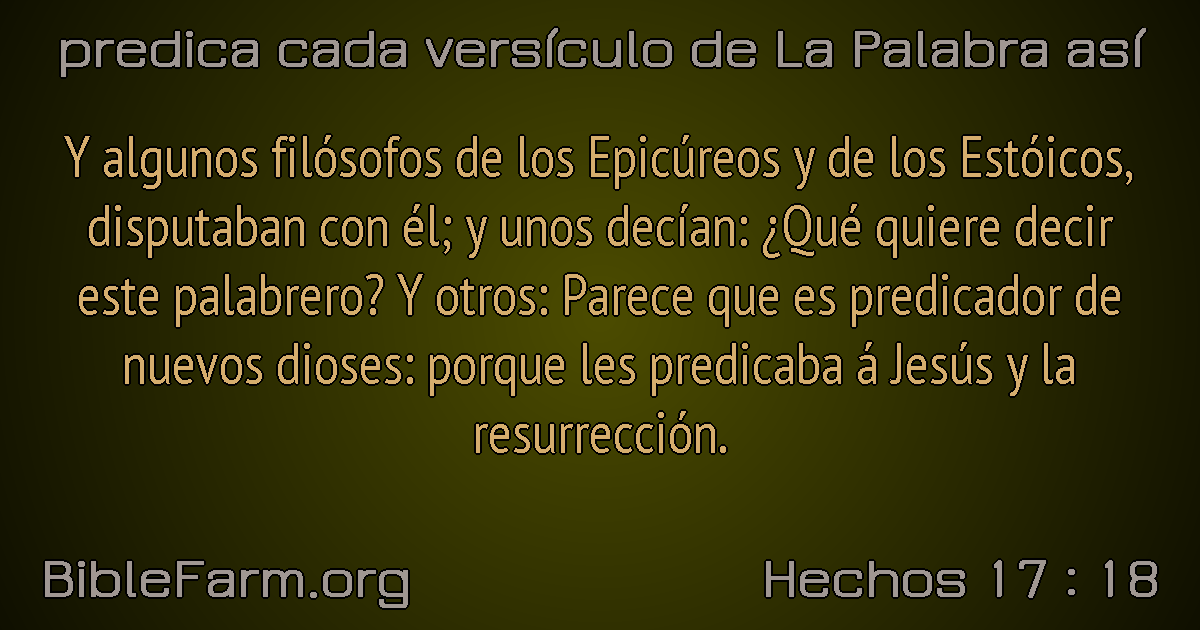 predica cada versículo de La Palabra así
Y algunos filósofos de los Epicúreos y de los Estóicos,
disputaban con él; y unos decían: ¿Qué quiere decir
este palabrero? Y otros: Parece que es predicador de
nuevos dioses: porque les predicaba á Jesús y la
resurrección.
BibleFarm.org
Hechos 17 : 18